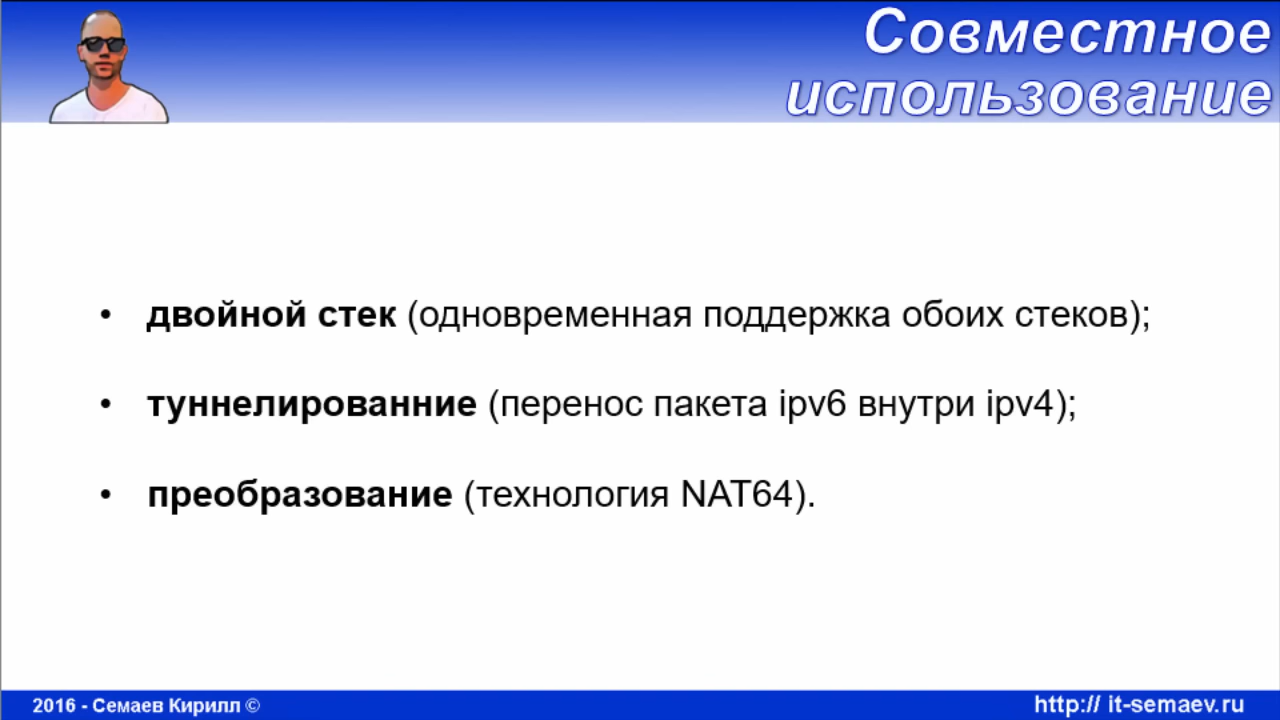 Совместное
использование
• двойной стек (одновременная поддержка обоих стеков);
• туннелированние (перенос пакета ipv6 внутри ipv4);
• преобразование (технология NAT64).
2016 - Семаев Кирилл ©
http:// it-semaev.ru